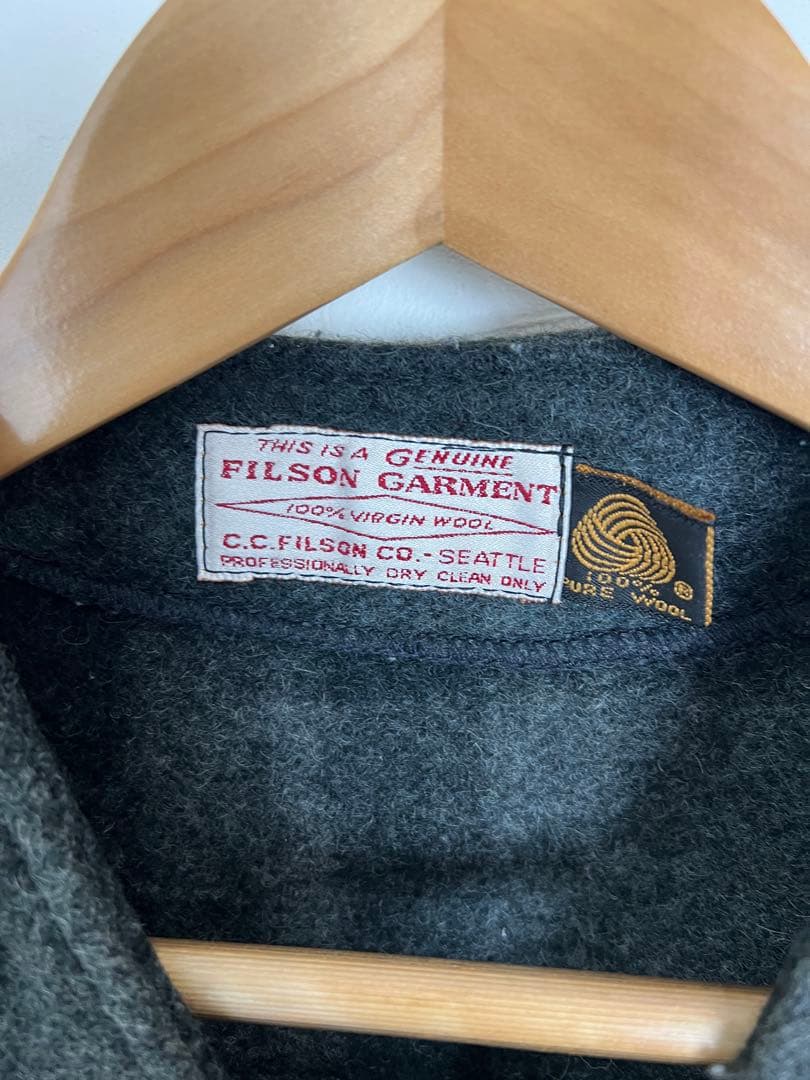 THIS IS A GENUINE
FILSON GARMENT
100% VIRGIN WOOL
C.C. FILSON CO. - SEATTLE
PROFESSIONALLY DRY CLEAN ONLY
100%
PURE WOOL ®